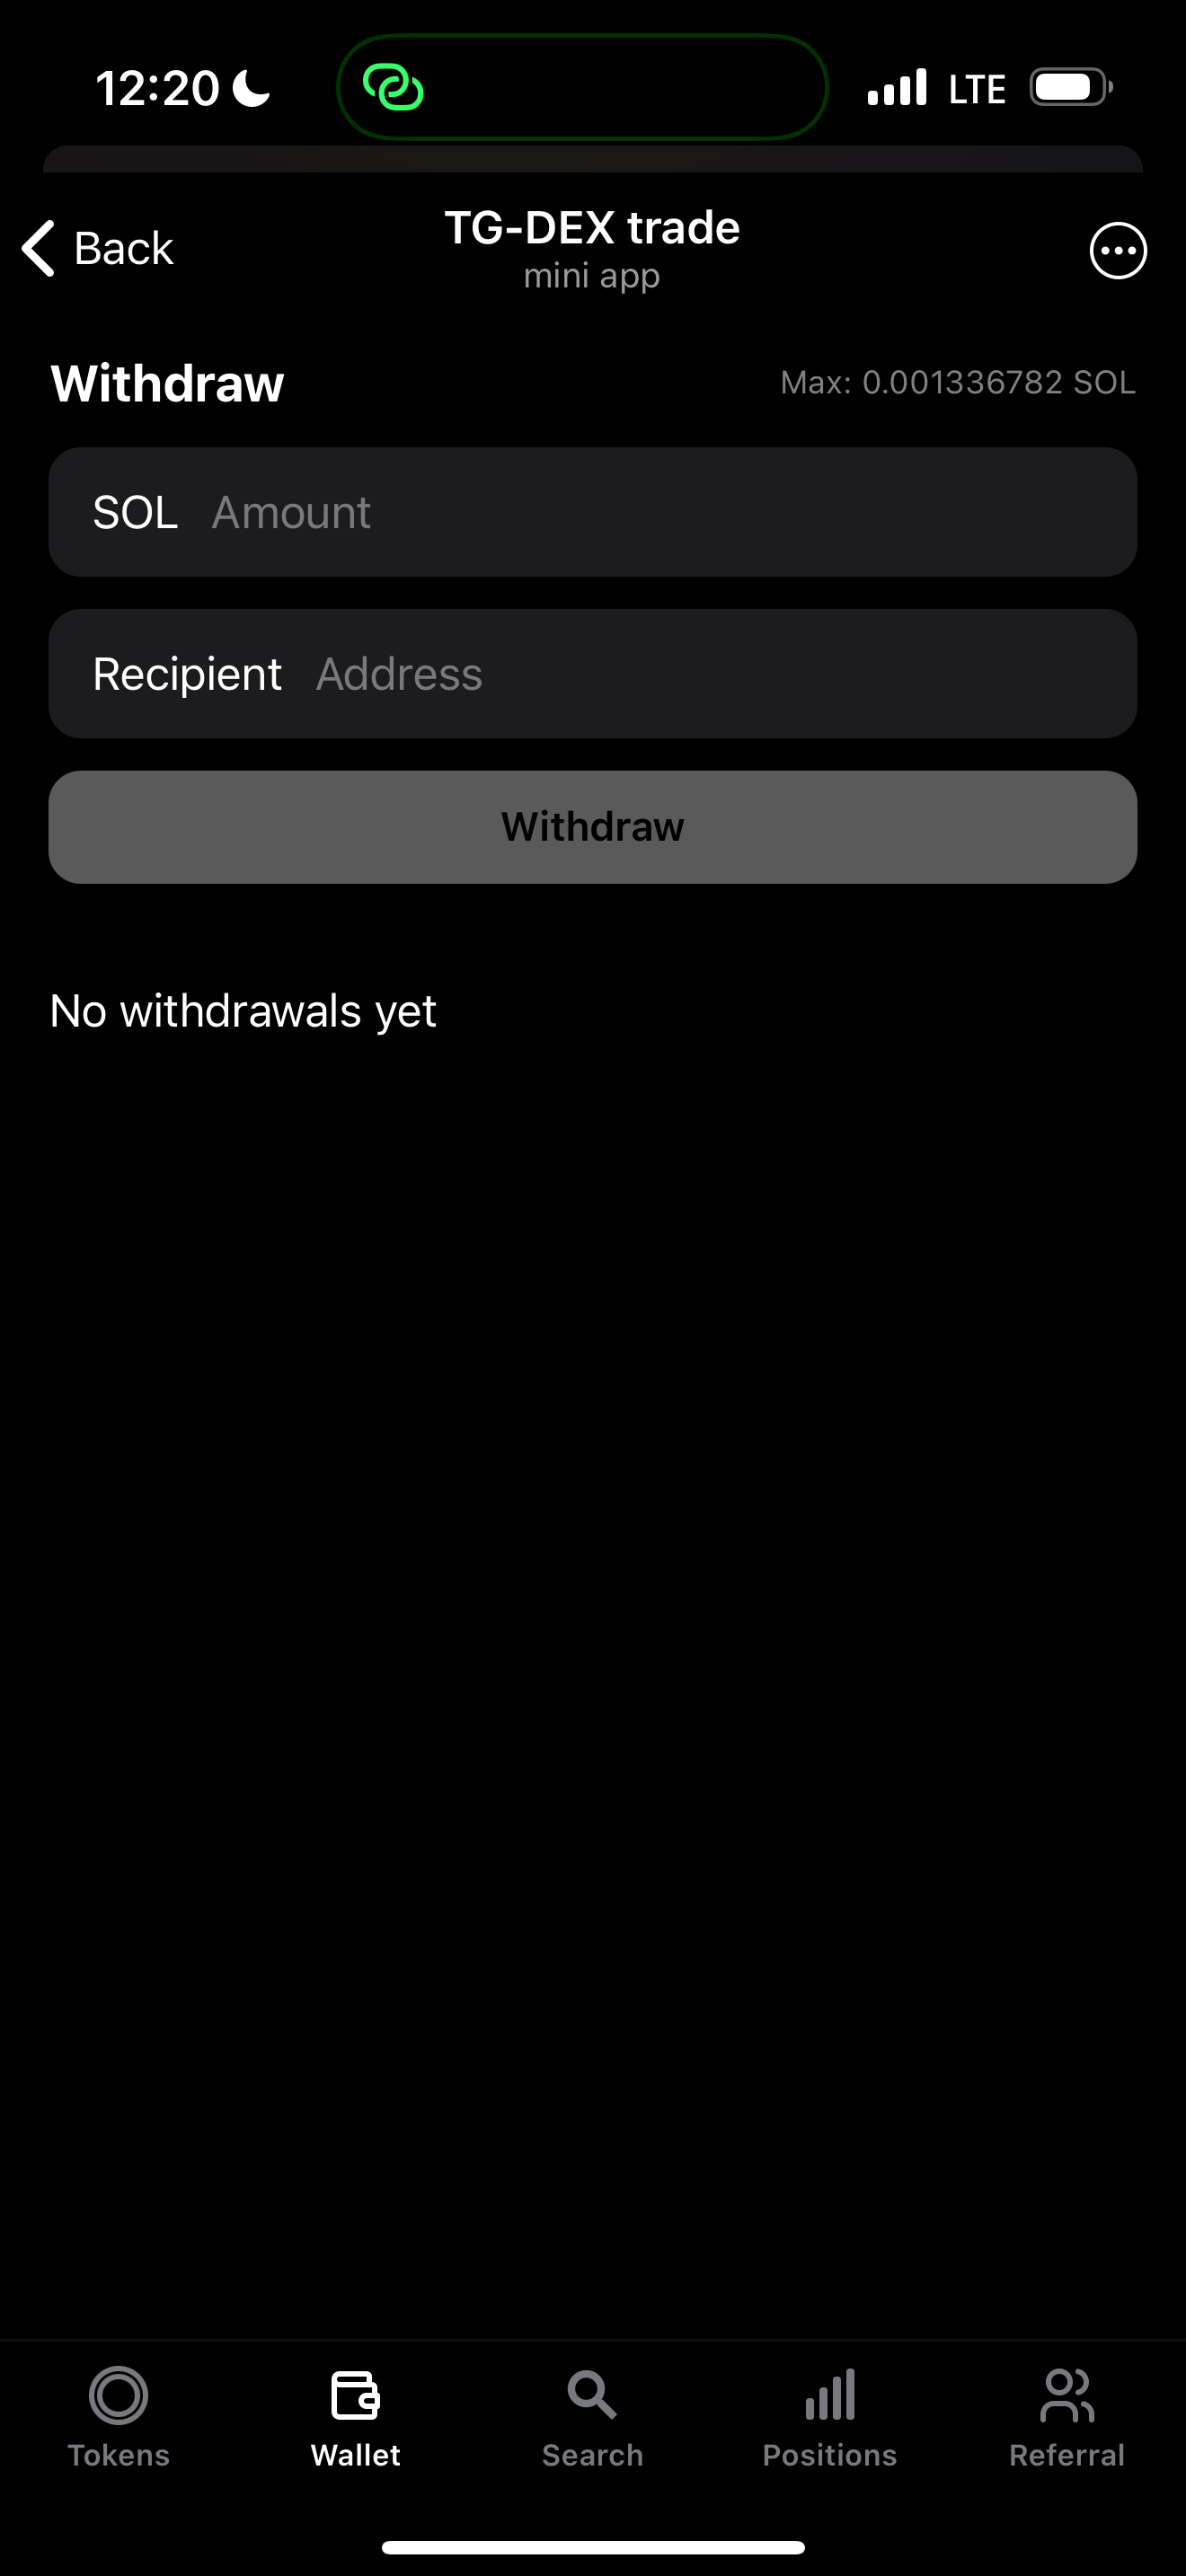 12:20 LTE
Back
TG-DEX trade
mini app
Withdraw Max: 0.001336782 SOL
SOL Amount
Recipient Address
Withdraw
No withdrawals yet
Tokens Wallet Search Positions Referral